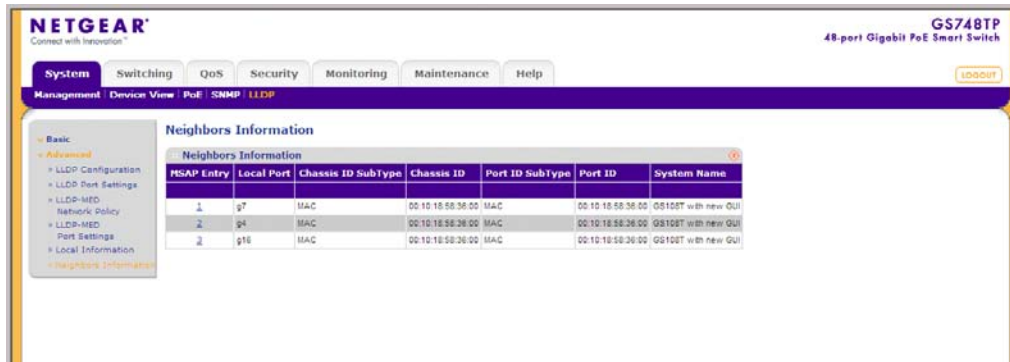 NETGEAR®
Connect with Innovation™
GS748TP
48-port Gigabit PoE Smart Switch
System Switching QoS Security Monitoring Maintenance Help LOGOUT
Management Device View PoE SNMP LLDP
Basic
Advanced
LLDP Configuration
LLDP Port Settings
LLDP-MED
Network Policy
LLDP-MED
Port Settings
Local Information
Neighbors Information
Neighbors Information
Neighbors Information
MSAP Entry Local Port Chassis ID SubType Chassis ID Port ID SubType Port ID System Name
1 g7 MAC 00:10:18:58:36:00 MAC 00:10:18:58:36:00 GS108T with new GUI
2 g4 MAC 00:10:18:58:36:00 MAC 00:10:18:58:36:00 GS108T with new GUI
3 g16 MAC 00:10:18:58:36:00 MAC 00:10:18:58:36:00 GS108T with new GUI